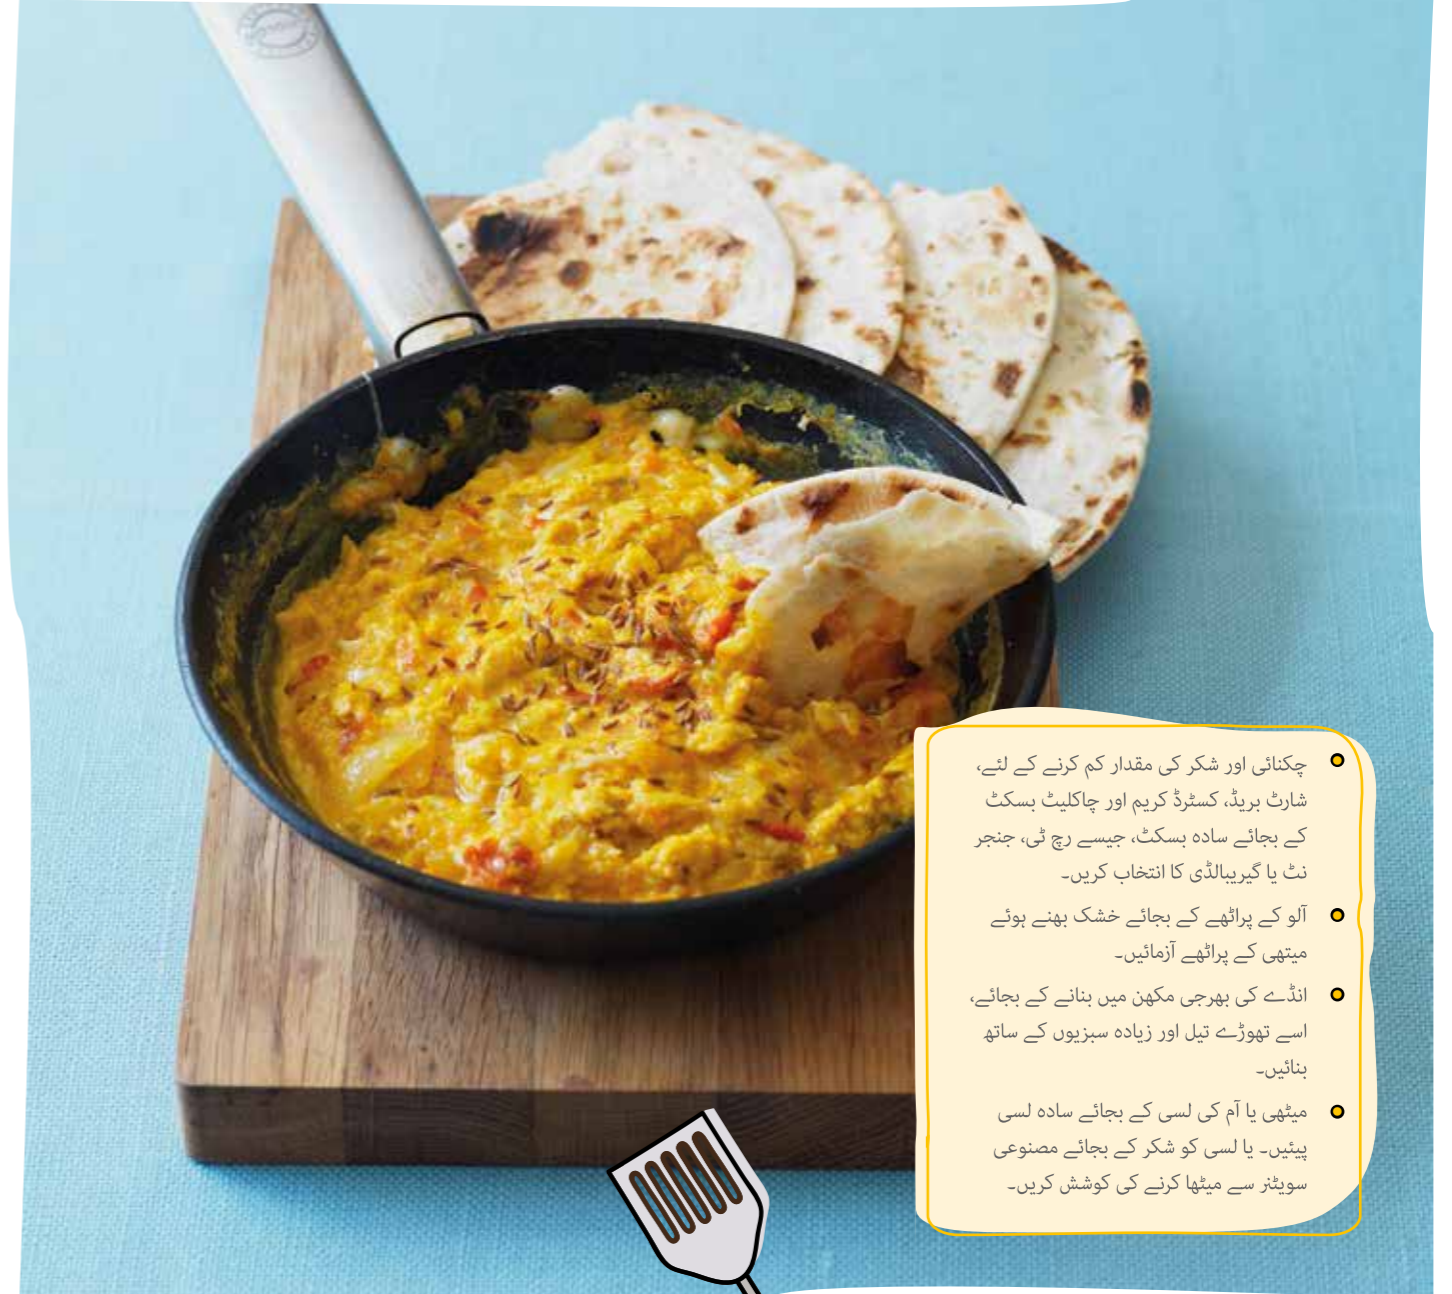 چکنائی اور شکر کی مقدار کم کرنے کے لئے،
شارٹ بریڈ، کسٹرڈ کریم اور چاکلیٹ بسکٹ
کے بجائے سادہ بسکٹ، جیسے رچ ٹی، جنجر
نٹ یا گیریبالڈی کا انتخاب کریں۔
آلو کے پراٹھے کے بجائے خشک بھنے ہوئے
میتھی کے پراٹھے آزمائیں۔
انڈے کی بھرجی مکھن میں بنانے کے بجائے،
اسے تھوڑے تیل اور زیادہ سبزیوں کے ساتھ
بنائیں۔
میٹھی یا آم کی لسی کے بجائے سادہ لسی
پیئیں۔ یا لسی کو شکر کے بجائے مصنوعی
سویٹنر سے میٹھا کرنے کی کوشش کریں۔